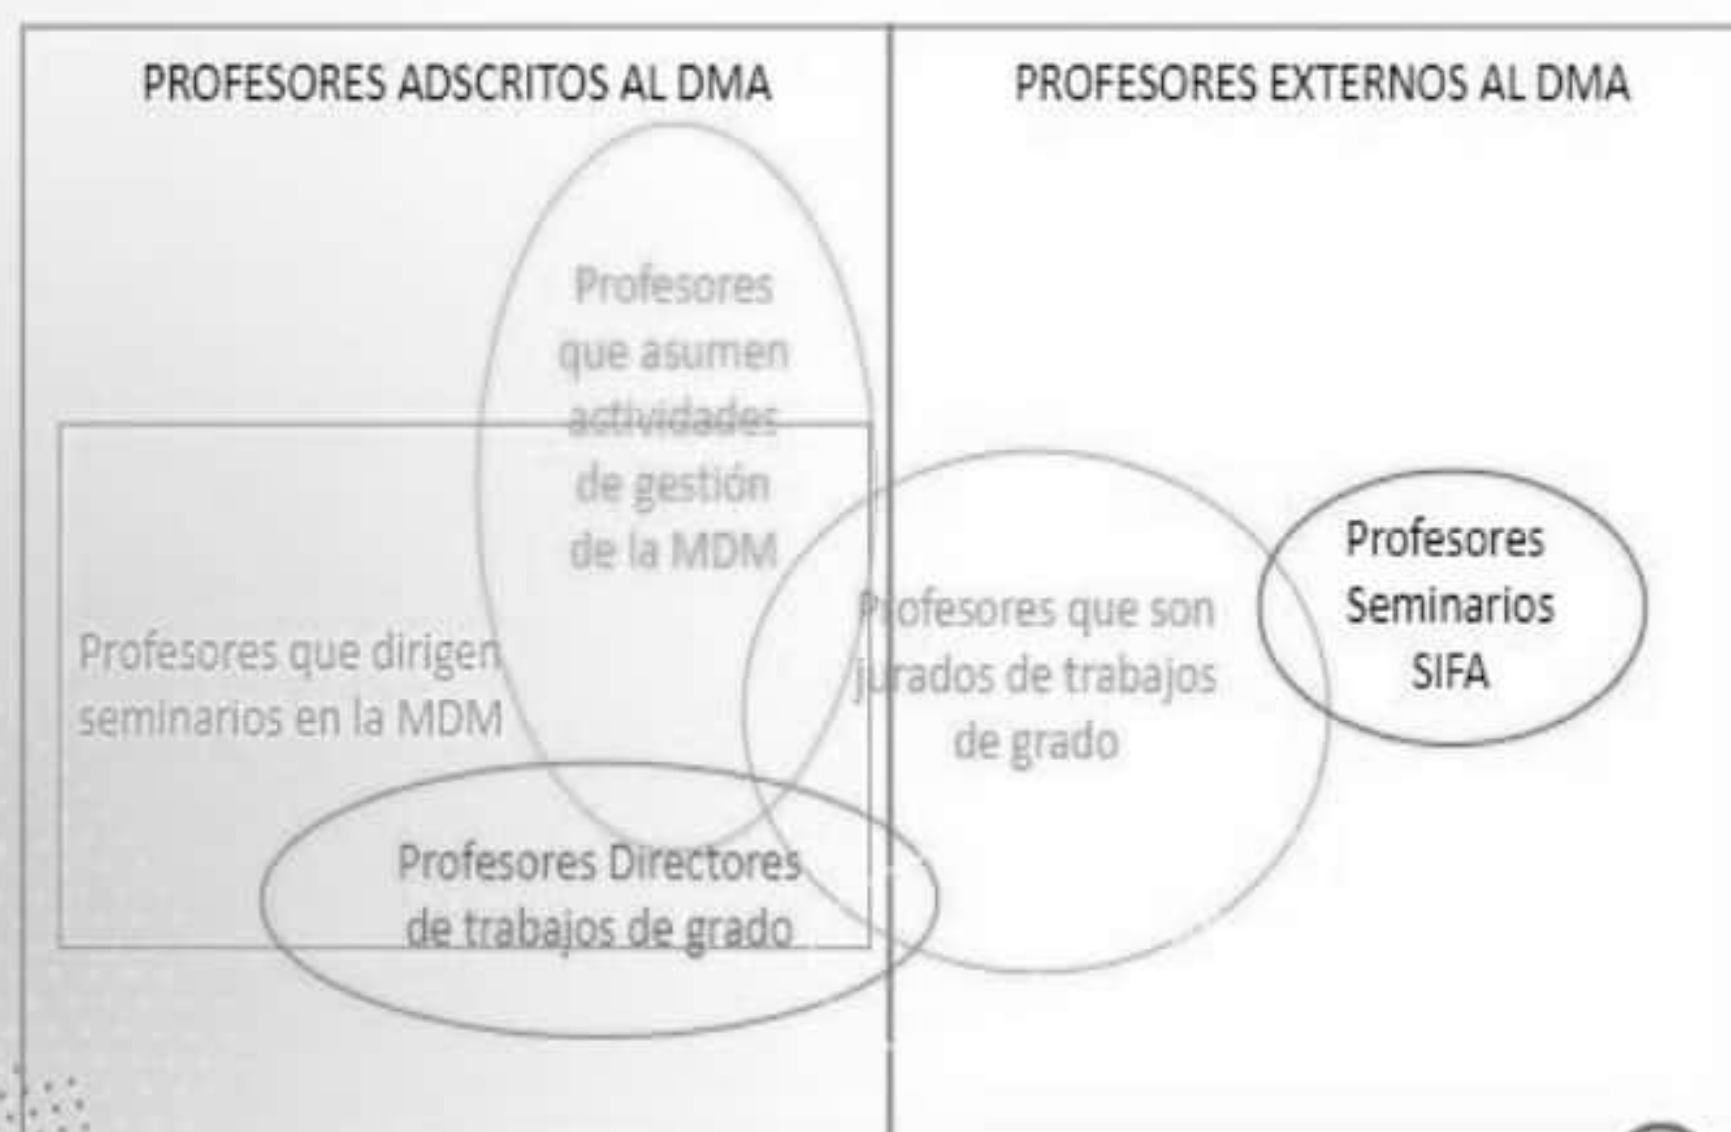 PROFESORES ADSCRITOS AL DMA
PROFESORES EXTERNOS AL DMA
Profesores
que asumen
actividades
de gestión
de la MDM
Profesores que dirigen
seminarios en la MDM
Profesores que son
jurados de trabajos
de grado
Profesores
Seminarios
SIFA
Profesores Directores
de trabajos de grado